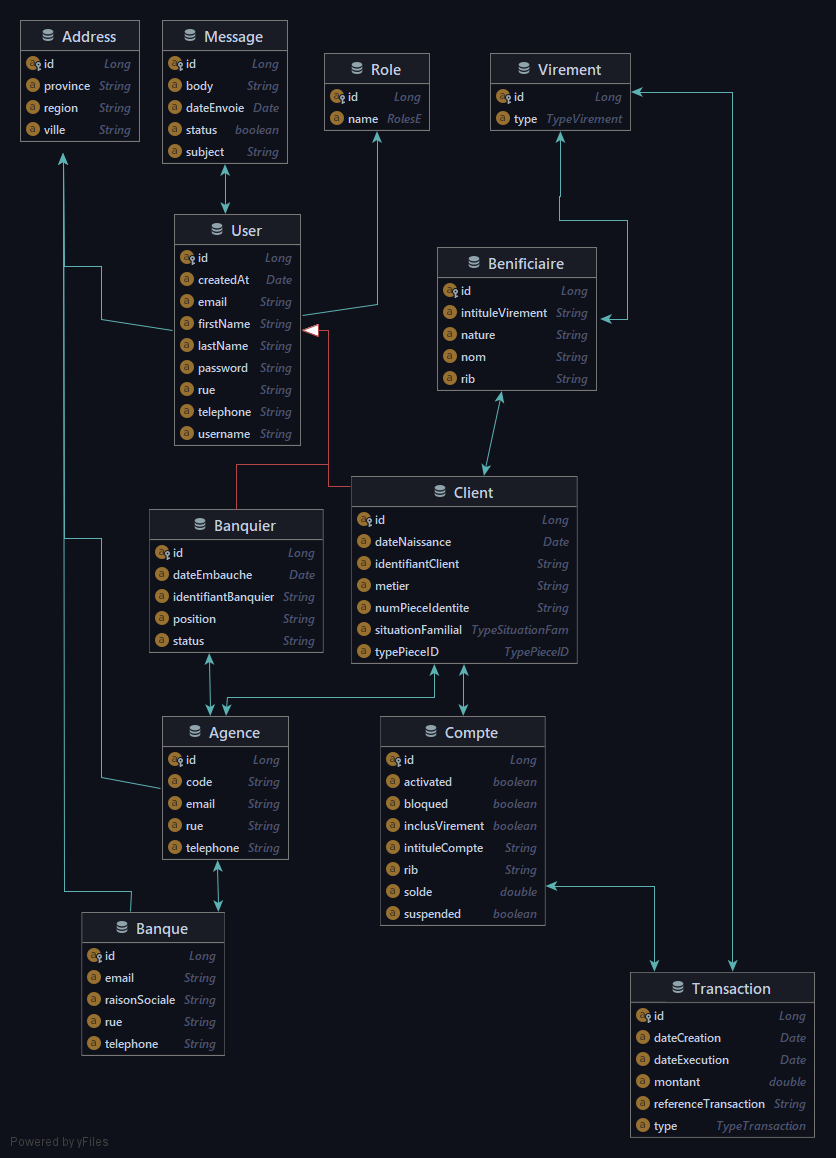 Address
id Long
province String
region String
ville String
Message
id Long
body String
dateEnvoie Date
status boolean
subject String
Role
id Long
name RolesE
Virement
id Long
type TypeVirement
User
id Long
createdAt Date
email String
firstName String
lastName String
password String
rue String
telephone String
username String
Benificiaire
id Long
intituleVirement String
nature String
nom String
rib String
Client
id Long
dateNaissance Date
identifiantClient String
metier String
numPieceIdentite String
situationFamilial TypeSituationFam
typePieceID TypePieceID
Banquier
id Long
dateEmbauche Date
identifiantBanquier String
position String
status String
Agence
id Long
code String
email String
rue String
telephone String
Compte
id Long
activated boolean
bloqued boolean
inclusVirement boolean
intituleCompte String
rib String
solde double
suspended boolean
Banque
id Long
email String
raisonSociale String
rue String
telephone String
Transaction
id Long
dateCreation Date
dateExecution Date
montant double
referenceTransaction String
type TypeTransaction
Powered by yFiles